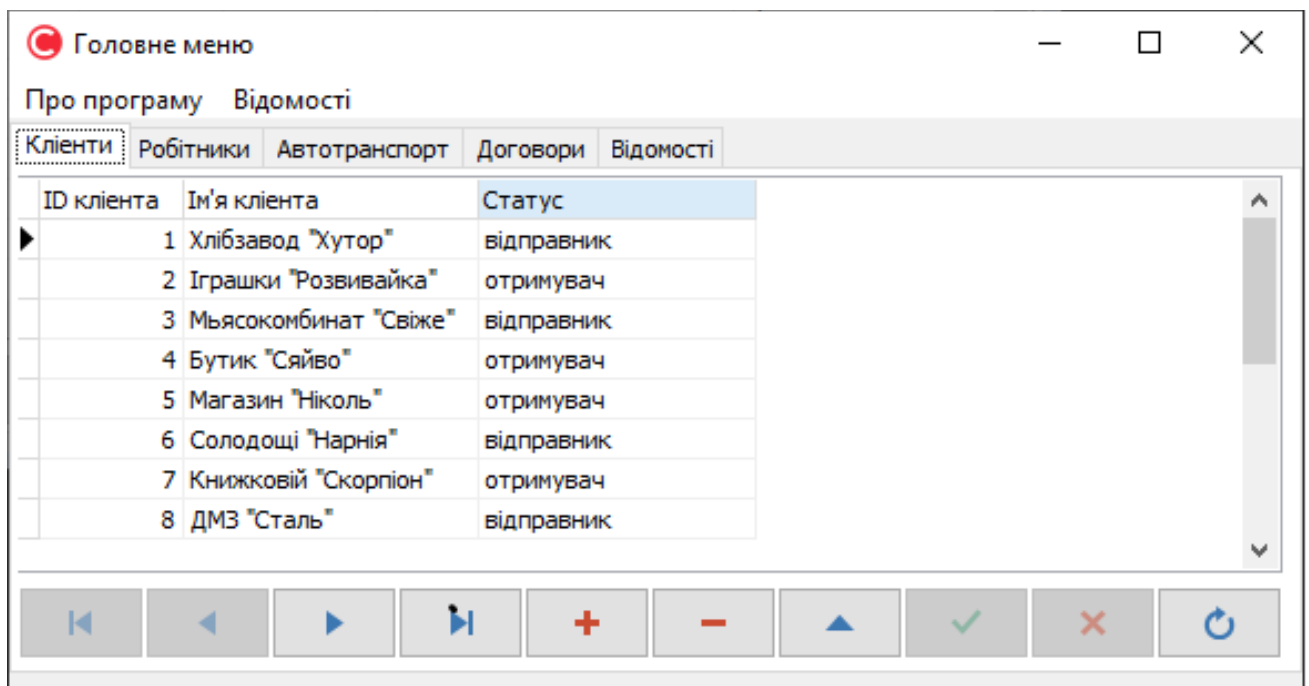 Головне меню
Про програму Відомості
Клієнти Робітники Автотранспорт Договори Відомості
ID клієнта Ім'я клієнта Статус
1 Хлібзавод "Хутор" відправник
2 Іграшки "Розвивайка" отримувач
3 Мьясокомбинат "Свіже" відправник
4 Бутик "Сяйво" отримувач
5 Магазин "Ніколь" отримувач
6 Солодощі "Нарнія" відправник
7 Книжковій "Скорпіон" отримувач
8 ДМЗ "Сталь" відправник